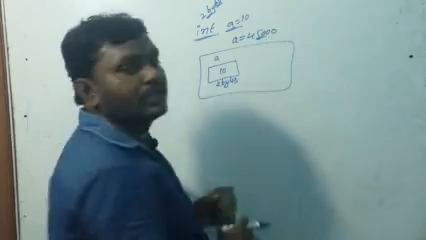 2 bytes
int a=10
a=45000
a
10
2 bytes